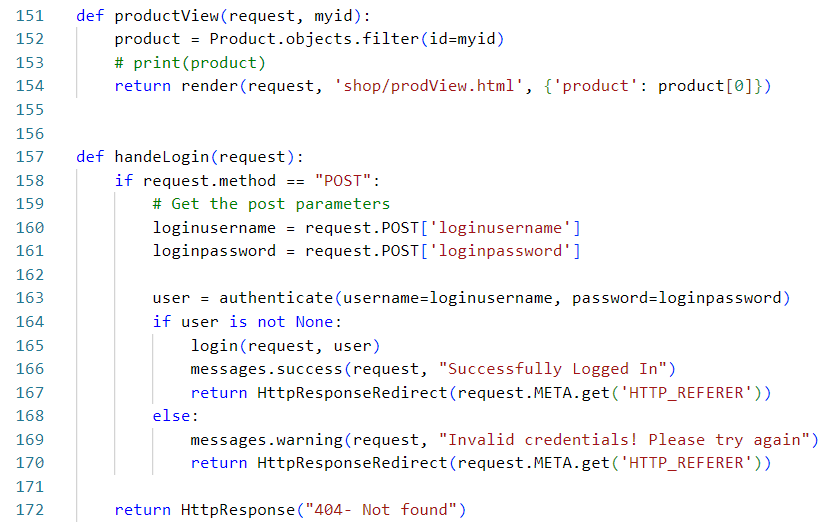 151 def productView(request, myid):
152     product = Product.objects.filter(id=myid)
153     # print(product)
154     return render(request, 'shop/prodView.html', {'product': product[0]})
155
156
157 def handeLogin(request):
158     if request.method == "POST":
159         # Get the post parameters
160         loginusername = request.POST['loginusername']
161         loginpassword = request.POST['loginpassword']
162
163         user = authenticate(username=loginusername, password=loginpassword)
164         if user is not None:
165             login(request, user)
166             messages.success(request, "Successfully Logged In")
167             return HttpResponseRedirect(request.META.get('HTTP_REFERER'))
168         else:
169             messages.warning(request, "Invalid credentials! Please try again")
170             return HttpResponseRedirect(request.META.get('HTTP_REFERER'))
171
172     return HttpResponse("404- Not found")